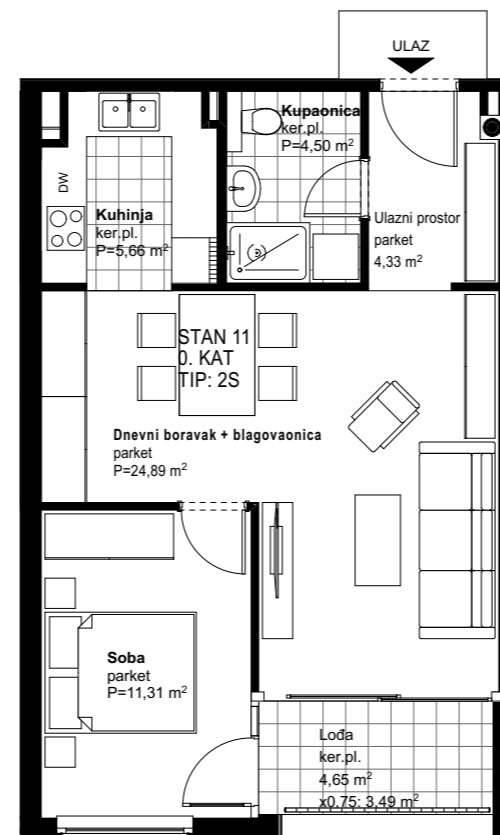 ULAZ
Kupaonica
ker.pl.
P=4,50 m²
DW
Kuhinja
ker.pl.
P=5,66 m²
Ulazni prostor
parket
4,33 m²
STAN 11
0. KAT
TIP: 2S
Dnevni boravak + blagovaonica
parket
P=24,89 m²
Soba
parket
P=11,31 m²
Lođa
ker.pl.
4,65 m²
x0.75: 3,49 m²